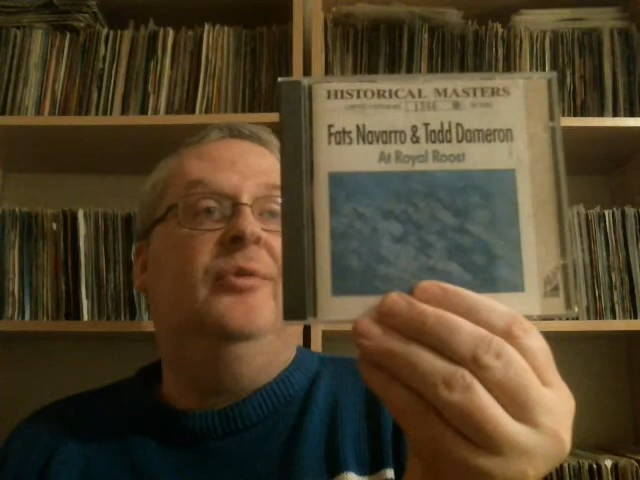 HISTORICAL MASTERS
Fats Navarro & Tadd Dameron
At Royal Roost